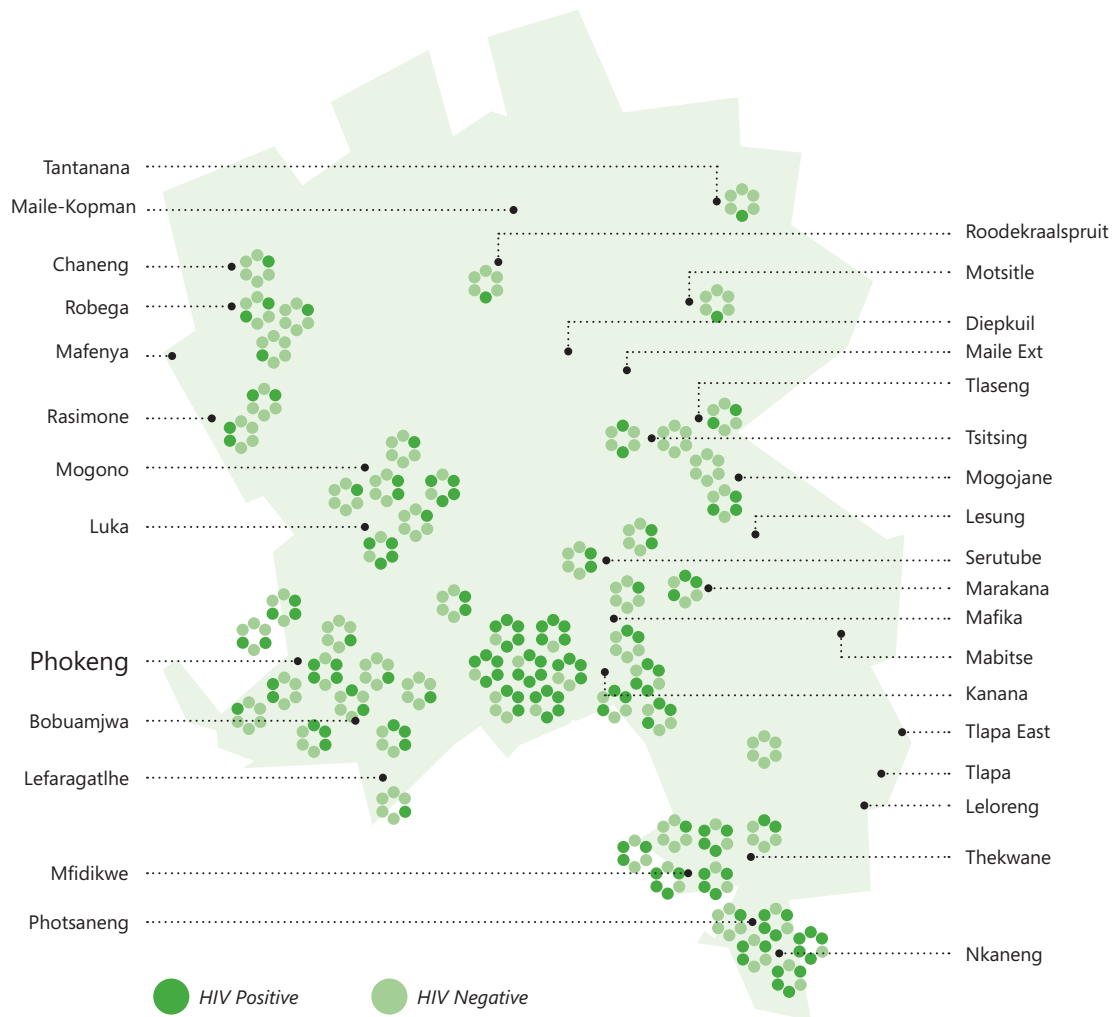 Tantanana
Maile-Kopman
Chaneng
Robega
Mafenya
Rasimone
Mogono
Luka
Phokeng
Bobuamjwa
Lefaragatlhe
Mfidikwe
Photsaneng
Roodekraalspruit
Motsitle
Diepkuil
Maile Ext
Tlaseng
Tsitsing
Mogojane
Lesung
Serutube
Marakana
Mafika
Mabitse
Kanana
Tlapa East
Tlapa
Leloreng
Thekwane
Nkaneng
HIV Positive
HIV Negative